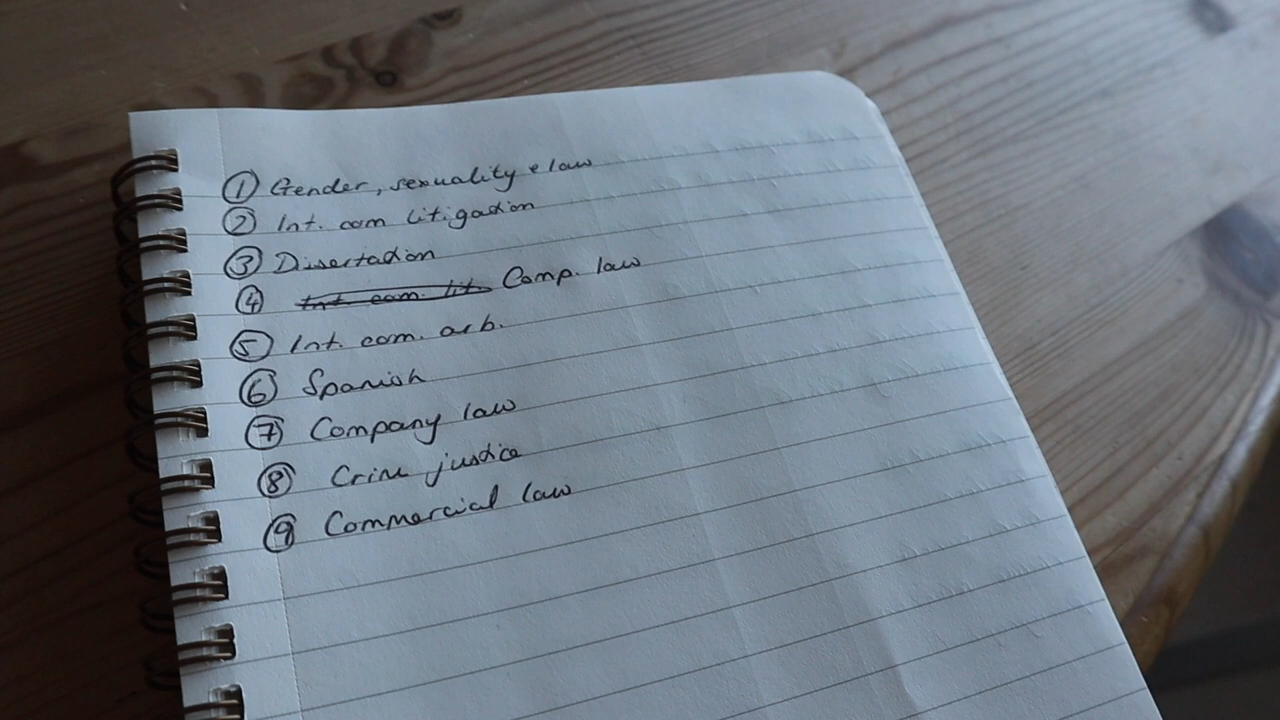 ① Gender, sexuality & law
② Int. com litigation
③ Dissertation
④ Int com. lit. Comp. law
⑤ Int. com. arb.
⑥ Spanish
⑦ Company law
⑧ Crim justice
⑨ Commercial law